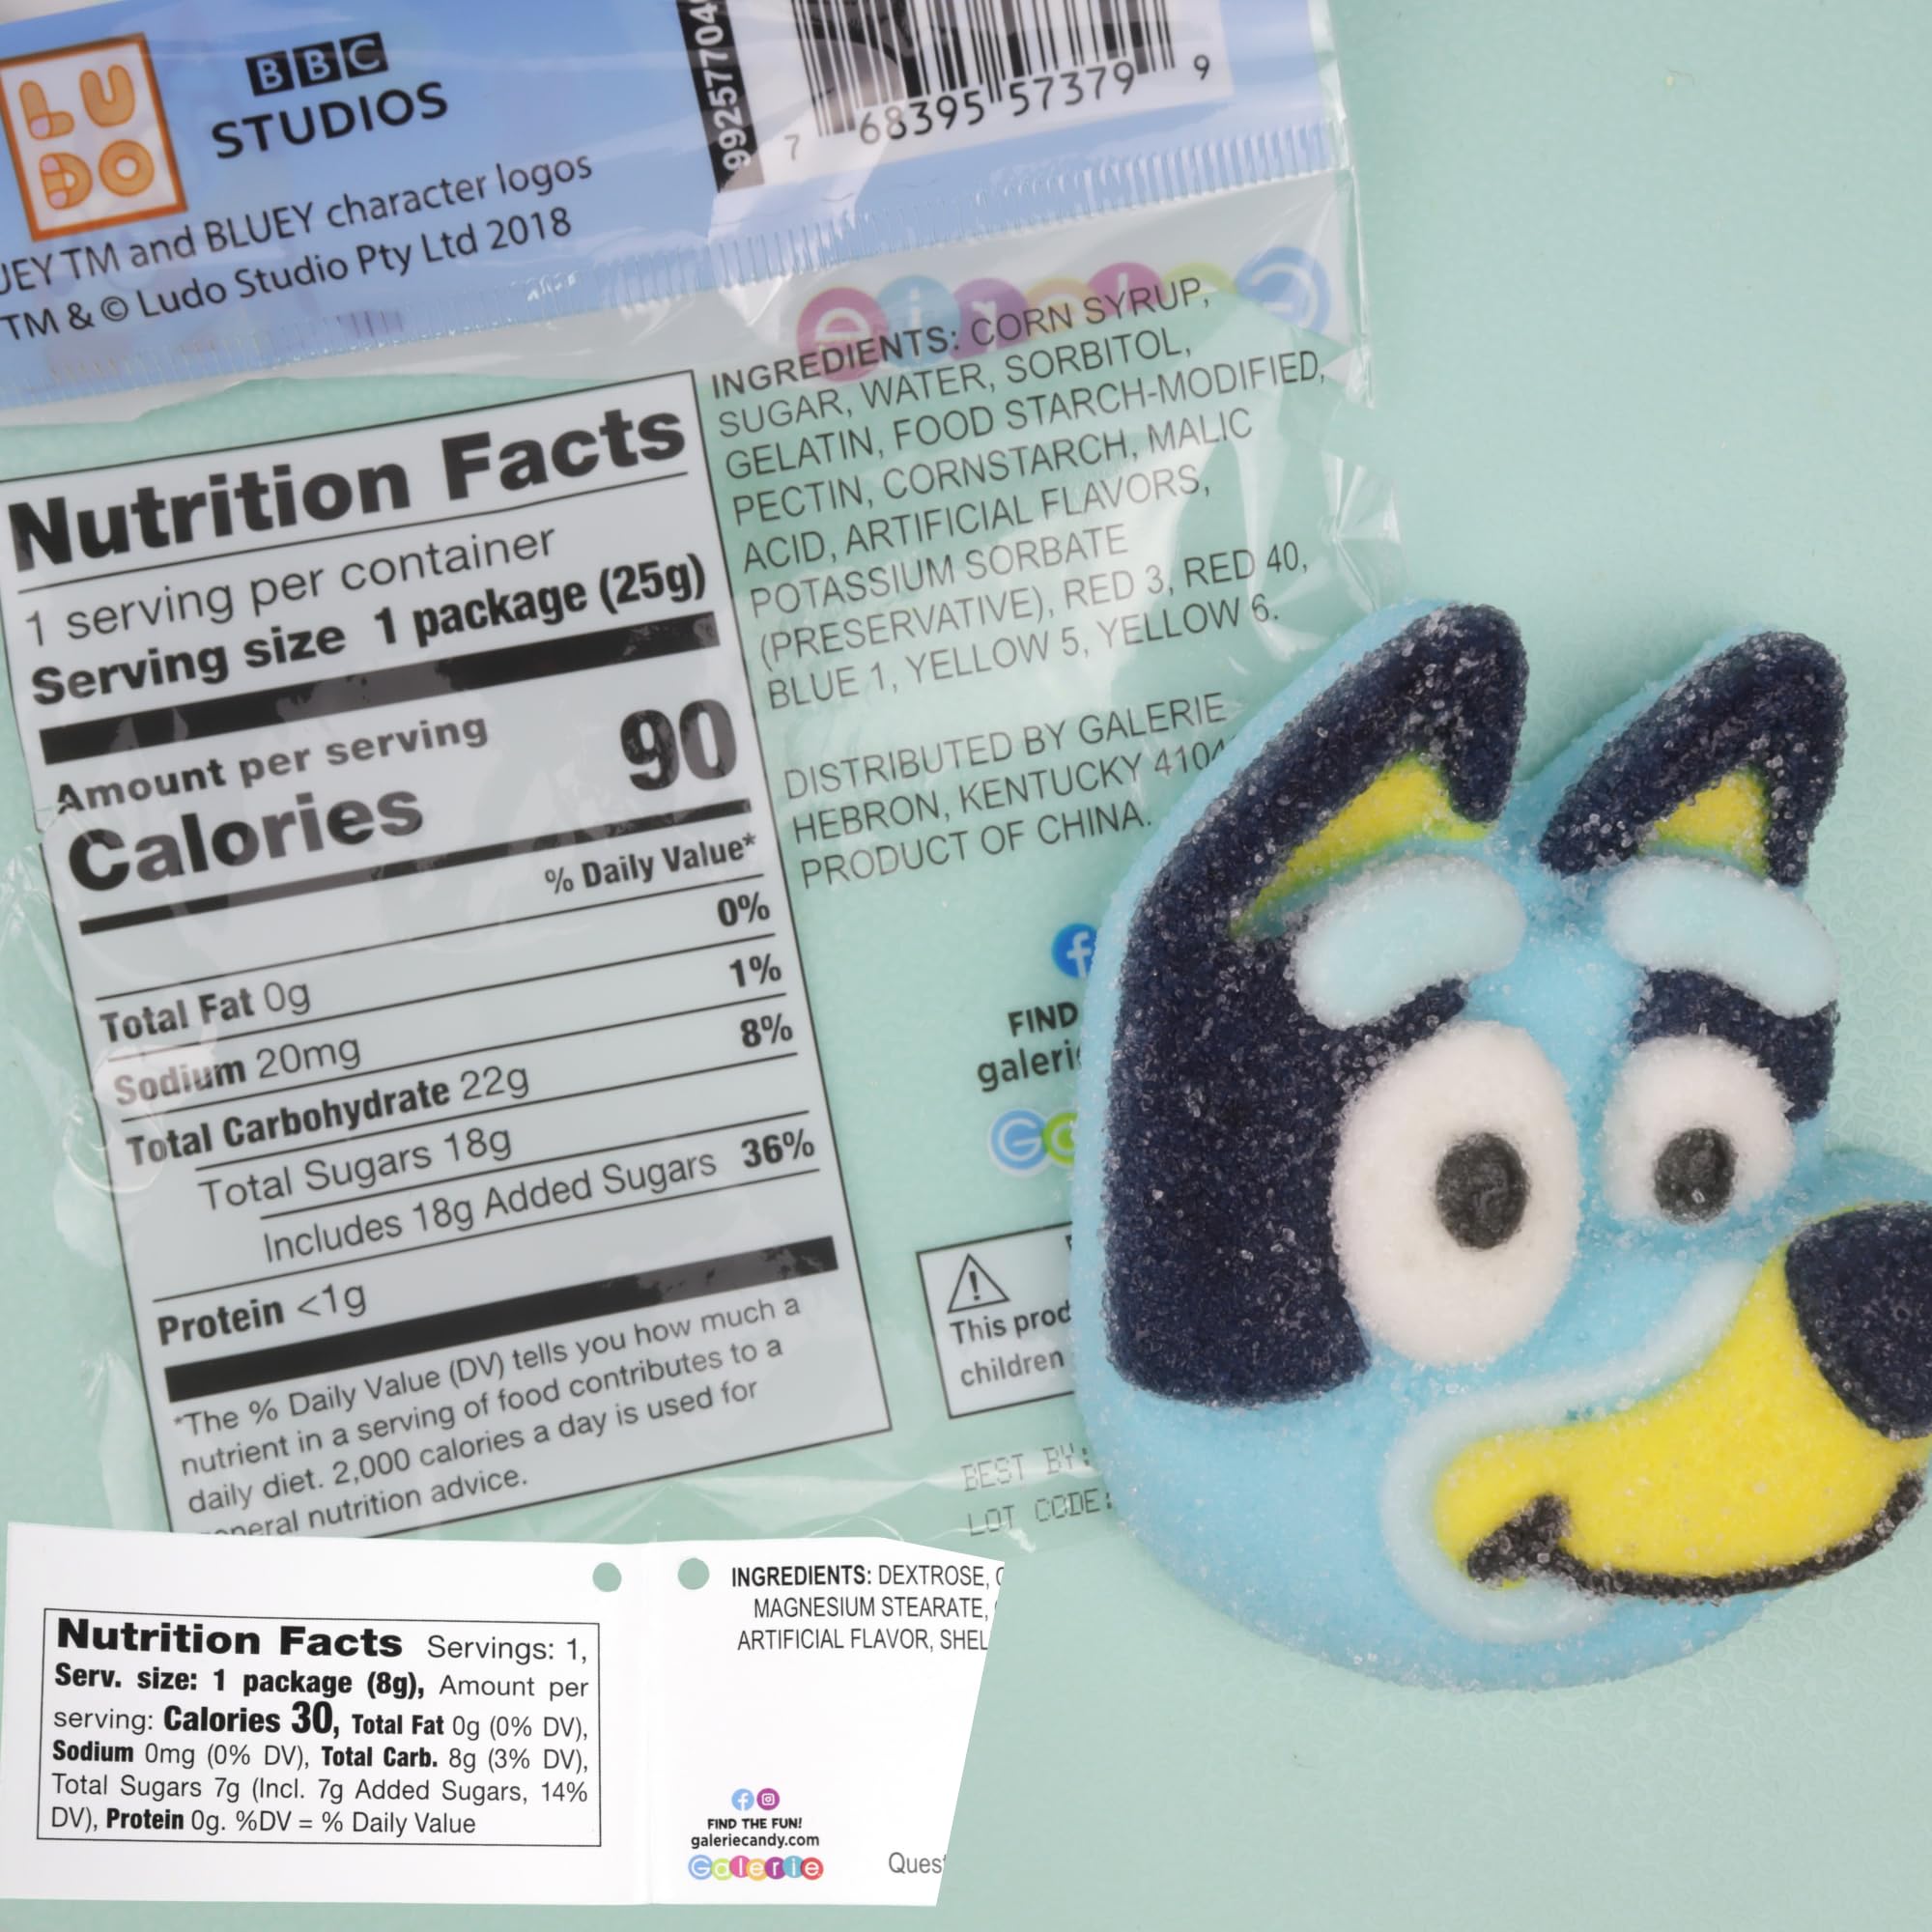 LU
DO
BBC
STUDIOS
7 68395 57379 9
UEY TM and BLUEY character logos
TM & © Ludo Studio Pty Ltd 2018
Nutrition Facts
1 serving per container
Serving size 1 package (25g)
Amount per serving
Calories 90
% Daily Value*
0%
Total Fat 0g
1%
Sodium 20mg
8%
Total Carbohydrate 22g
Total Sugars 18g
Includes 18g Added Sugars 36%
Protein <1g
*The % Daily Value (DV) tells you how much a
nutrient in a serving of food contributes to a
daily diet. 2,000 calories a day is used for
nutrition advice.
INGREDIENTS: CORN SYRUP,
SUGAR, WATER, SORBITOL,
GELATIN, FOOD STARCH-MODIFIED,
PECTIN, CORNSTARCH, MALIC
ACID, ARTIFICIAL FLAVORS,
POTASSIUM SORBATE
(PRESERVATIVE), RED 3, RED 40,
BLUE 1, YELLOW 5, YELLOW 6.
DISTRIBUTED BY GALERIE
HEBRON, KENTUCKY 4104
PRODUCT OF CHINA.
f
FIND
galerie
This prod
children
BEST BY:
LOT CODE:
Nutrition Facts Servings: 1,
Serv. size: 1 package (8g), Amount per
serving: Calories 30, Total Fat 0g (0% DV),
Sodium 0mg (0% DV), Total Carb. 8g (3% DV),
Total Sugars 7g (Incl. 7g Added Sugars, 14%
DV), Protein 0g. %DV = % Daily Value
INGREDIENTS: DEXTROSE,
MAGNESIUM STEARATE,
ARTIFICIAL FLAVOR, SHEL
FIND THE FUN!
galeriecandy.com
Galerie
Ques